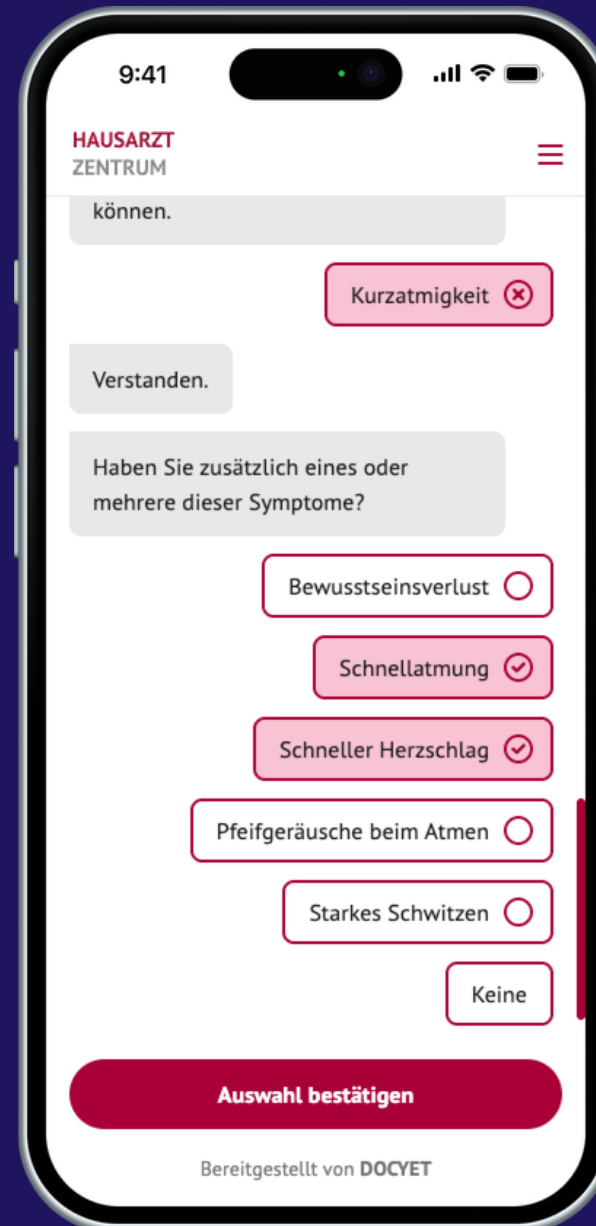 9:41
HAUSARZT
ZENTRUM
können.
Kurzatmigkeit
Verstanden.
Haben Sie zusätzlich eines oder
mehrere dieser Symptome?
Bewusstseinsverlust
Schnellatmung
Schneller Herzschlag
Pfeifgeräusche beim Atmen
Starkes Schwitzen
Keine
Auswahl bestätigen
Bereitgestellt von DOCYET